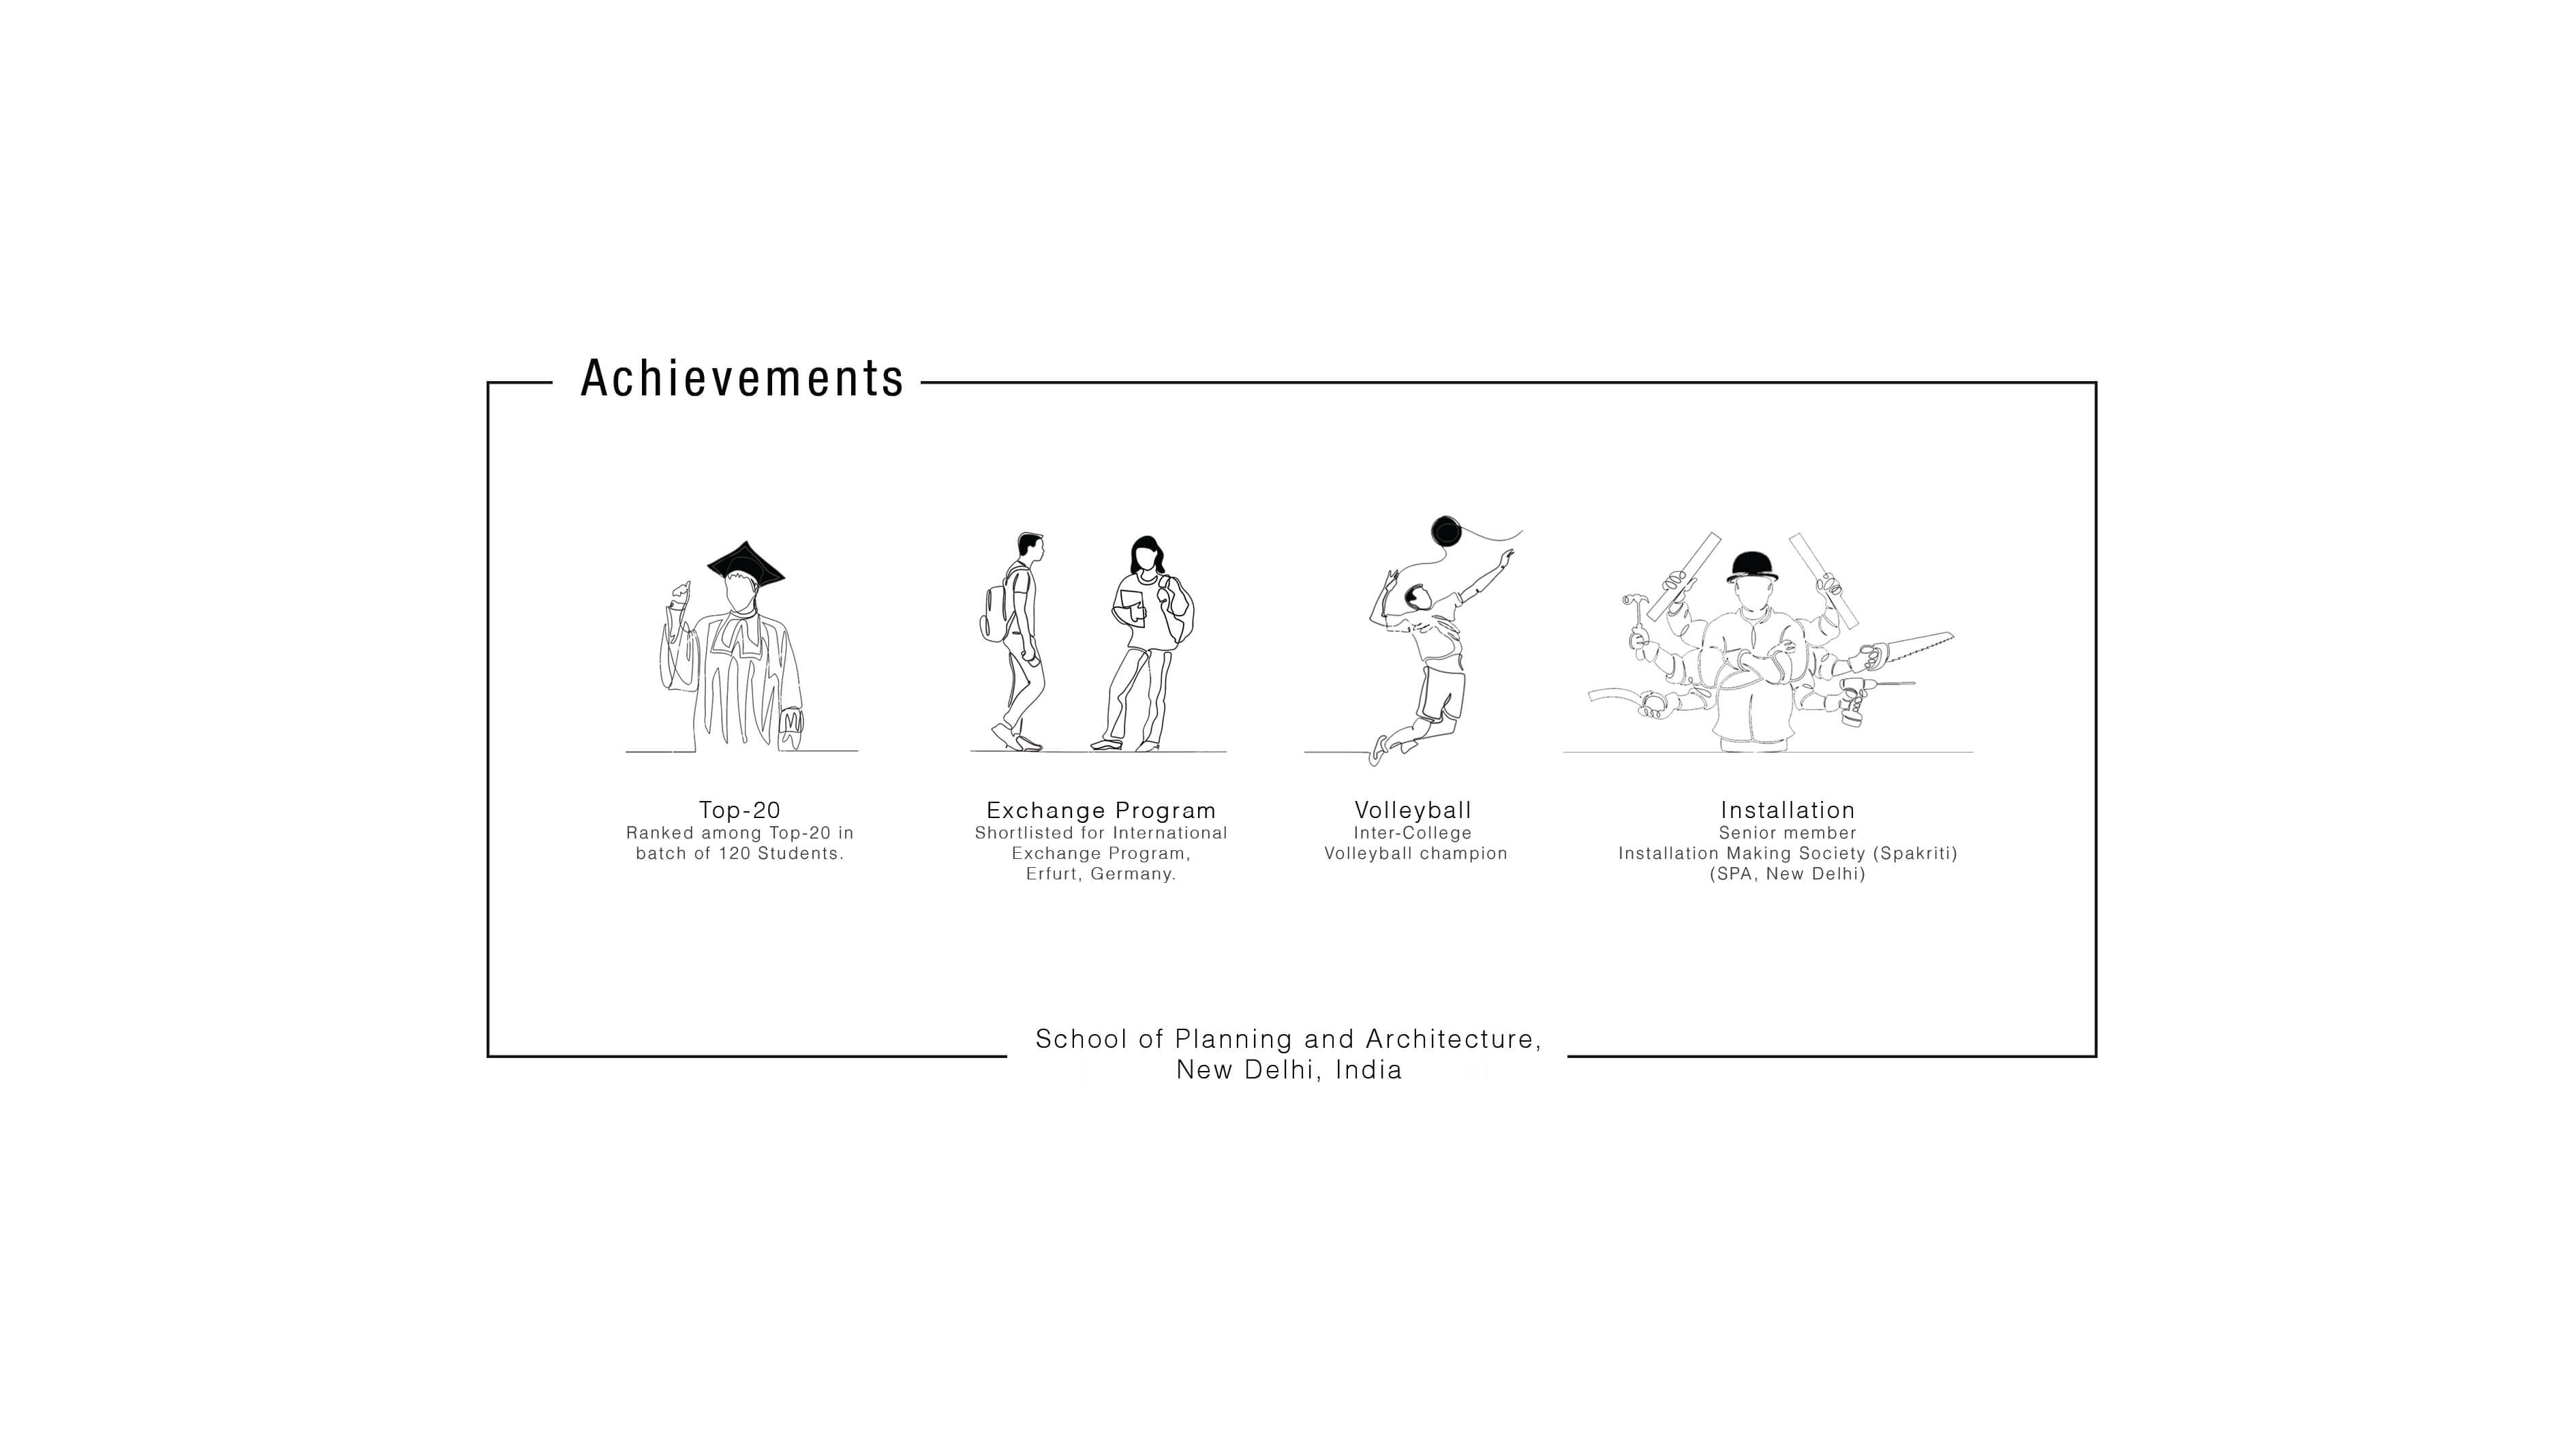 Achievements
Top-20
Ranked among Top-20 in
batch of 120 Students.
Exchange Program
Shortlisted for International
Exchange Program,
Erfurt, Germany.
Volleyball
Inter-College
Volleyball champion
Installation
Senior member
Installation Making Society (Spakriti)
(SPA, New Delhi)
School of Planning and Architecture,
New Delhi, India